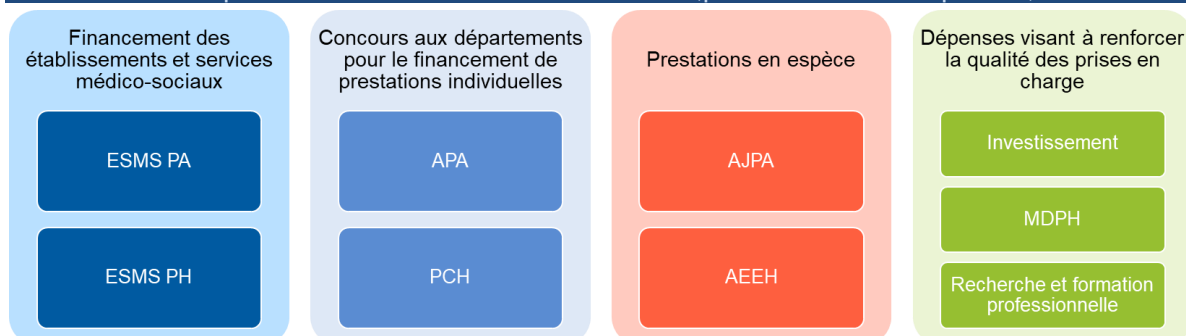 Financement des
établissements et services
médico-sociaux
ESMS PA
ESMS PH
Concours aux départements
pour le financement de
prestations individuelles
APA
PCH
Prestations en espèce
AJPA
AEEH
Dépenses visant à renforcer
la qualité des prises en
charge
Investissement
MDPH
Recherche et formation
professionnelle